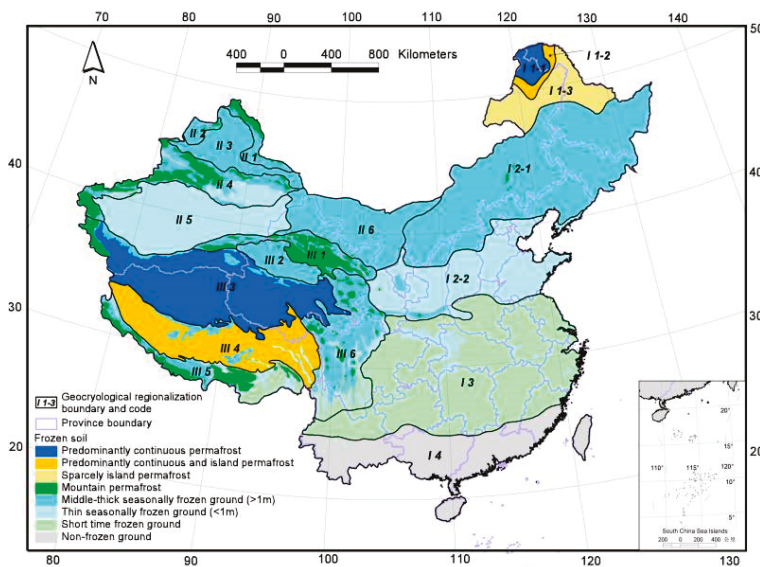 70 80 90 100 110 120 130 140 50
400 0 400 800 Kilometers
N
I 1-1
I 1-2
I 1-3
II 2
II 3
II 1
II 4
I 2-1
40
40
II 5
II 6
III 2
III 1
I 2-2
III 3
30
30
III 4
III 6
III 5
I 3
I 4
20
20
I 1-3 Geocryological regionalization
boundary and code
Province boundary
Frozen soil
Predominantly continuous permafrost
Predominantly continuous and island permafrost
Sparcely island permafrost
Mountain permafrost
Middle-thick seasonally frozen ground (>1m)
Thin seasonally frozen ground (<1m)
Short time frozen ground
Non-frozen ground
20°
15°
110° 115° 120°
10°
5°
South China Sea Islands
200 0 200 400
80 90 100 110 120 130